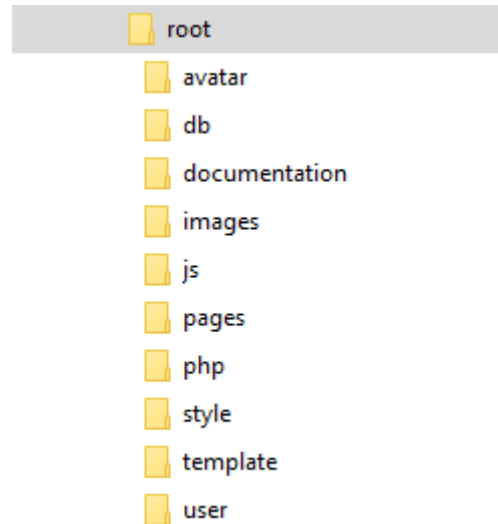 root
avatar
db
documentation
images
js
pages
php
style
template
user